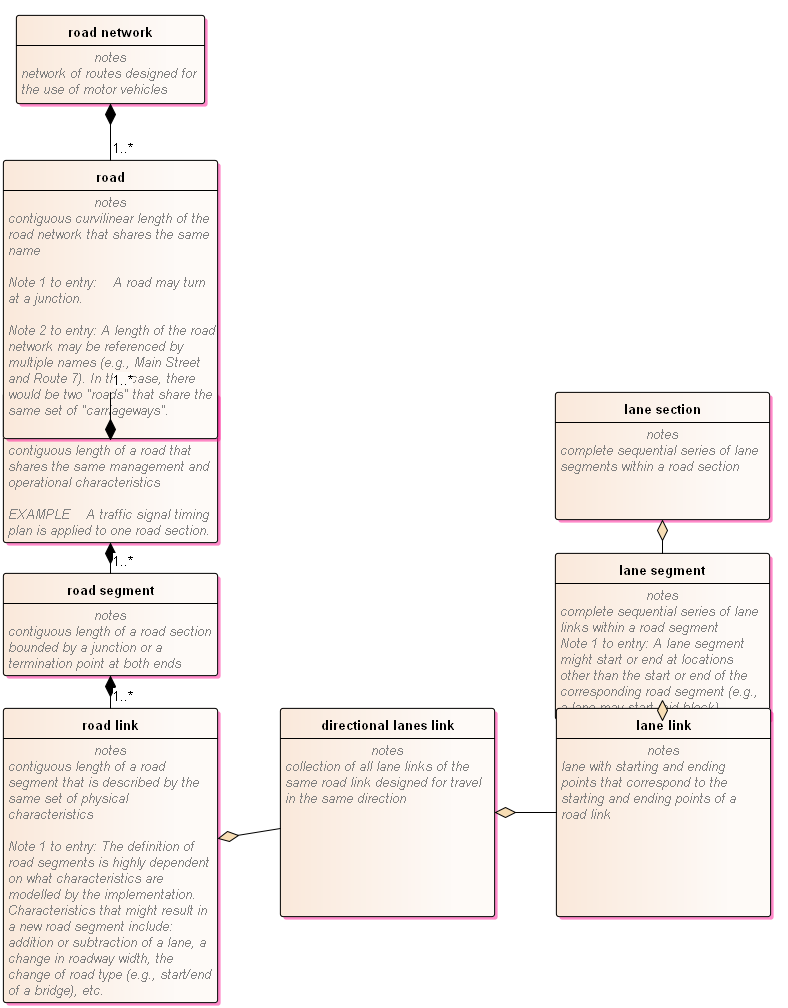 road network
notes
network of routes designed for
the use of motor vehicles
1..*
road
notes
contiguous curvilinear length of the
road network that shares the same
name
Note 1 to entry:    A road may turn
at a junction.
Note 2 to entry: A length of the road
network may be referenced by
multiple names (e.g., Main Street
and Route 7). In case, there
1..*
would be two "roads" that share the
same set of "carriageways".
contiguous length of a road that
shares the same management and
operational characteristics
EXAMPLE    A traffic signal timing
plan is applied to one road section.
1..*
road segment
notes
contiguous length of a road section
bounded by a junction or a
termination point at both ends
1..*
road link
notes
contiguous length of a road
segment that is described by the
same set of physical
characteristics
Note 1 to entry: The definition of
road segments is highly dependent
on what characteristics are
modelled by the implementation.
Characteristics that might result in
a new road segment include:
addition or subtraction of a lane, a
change in roadway width, the
change of road type (e.g., start/end
of a bridge), etc.
directional lanes link
notes
collection of all lane links of the
same road link designed for travel
in the same direction
lane section
notes
complete sequential series of lane
segments within a road section
lane segment
notes
complete sequential series of lane
links within a road segment
Note 1 to entry: A lane segment
might start or end at locations
other than the start or end of the
corresponding road segment (e.g.,
a lane may start mid-block)
lane link
notes
lane with starting and ending
points that correspond to the
starting and ending points of a
road link